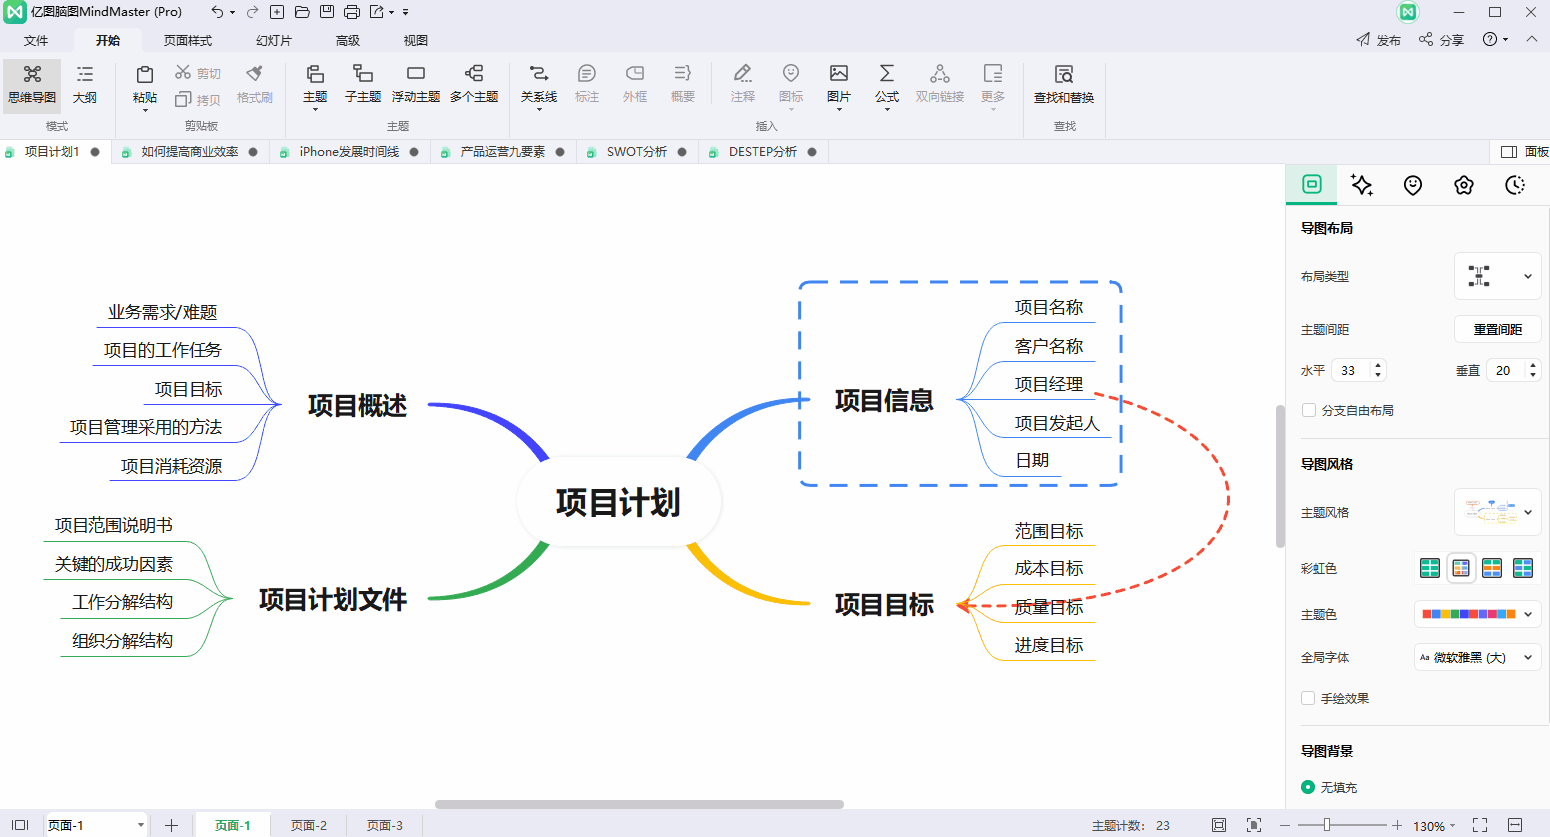 亿图脑图MindMaster (Pro)
文件 开始 页面样式 幻灯片 高级 视图 发布 分享
思维导图 大纲 粘贴 剪切 拷贝 格式刷 主题 子主题 浮动主题 多个主题 关系线 标注 外框 概要 注释 图标 图片 公式 双向链接 更多 查找和替换
模式 剪贴板 主题 插入 查找
项目计划1 如何提高商业效率 iPhone发展时间线 产品运营九要素 SWOT分析 DESTEP分析 面板
项目计划
项目概述
业务需求/难题
项目的工作任务
项目目标
项目管理采用的方法
项目消耗资源
项目计划文件
项目范围说明书
关键的成功因素
工作分解结构
组织分解结构
项目信息
项目名称
客户名称
项目经理
项目发起人
日期
项目目标
范围目标
成本目标
质量目标
进度目标
导图布局
布局类型
主题间距 重置间距
水平 33 垂直 20
分支自由布局
导图风格
主题风格
彩虹色
主题色
全局字体 Aa 微软雅黑 (大)
手绘效果
导图背景
无填充
页面-1 页面-1 页面-2 页面-3 主题计数: 23 130%